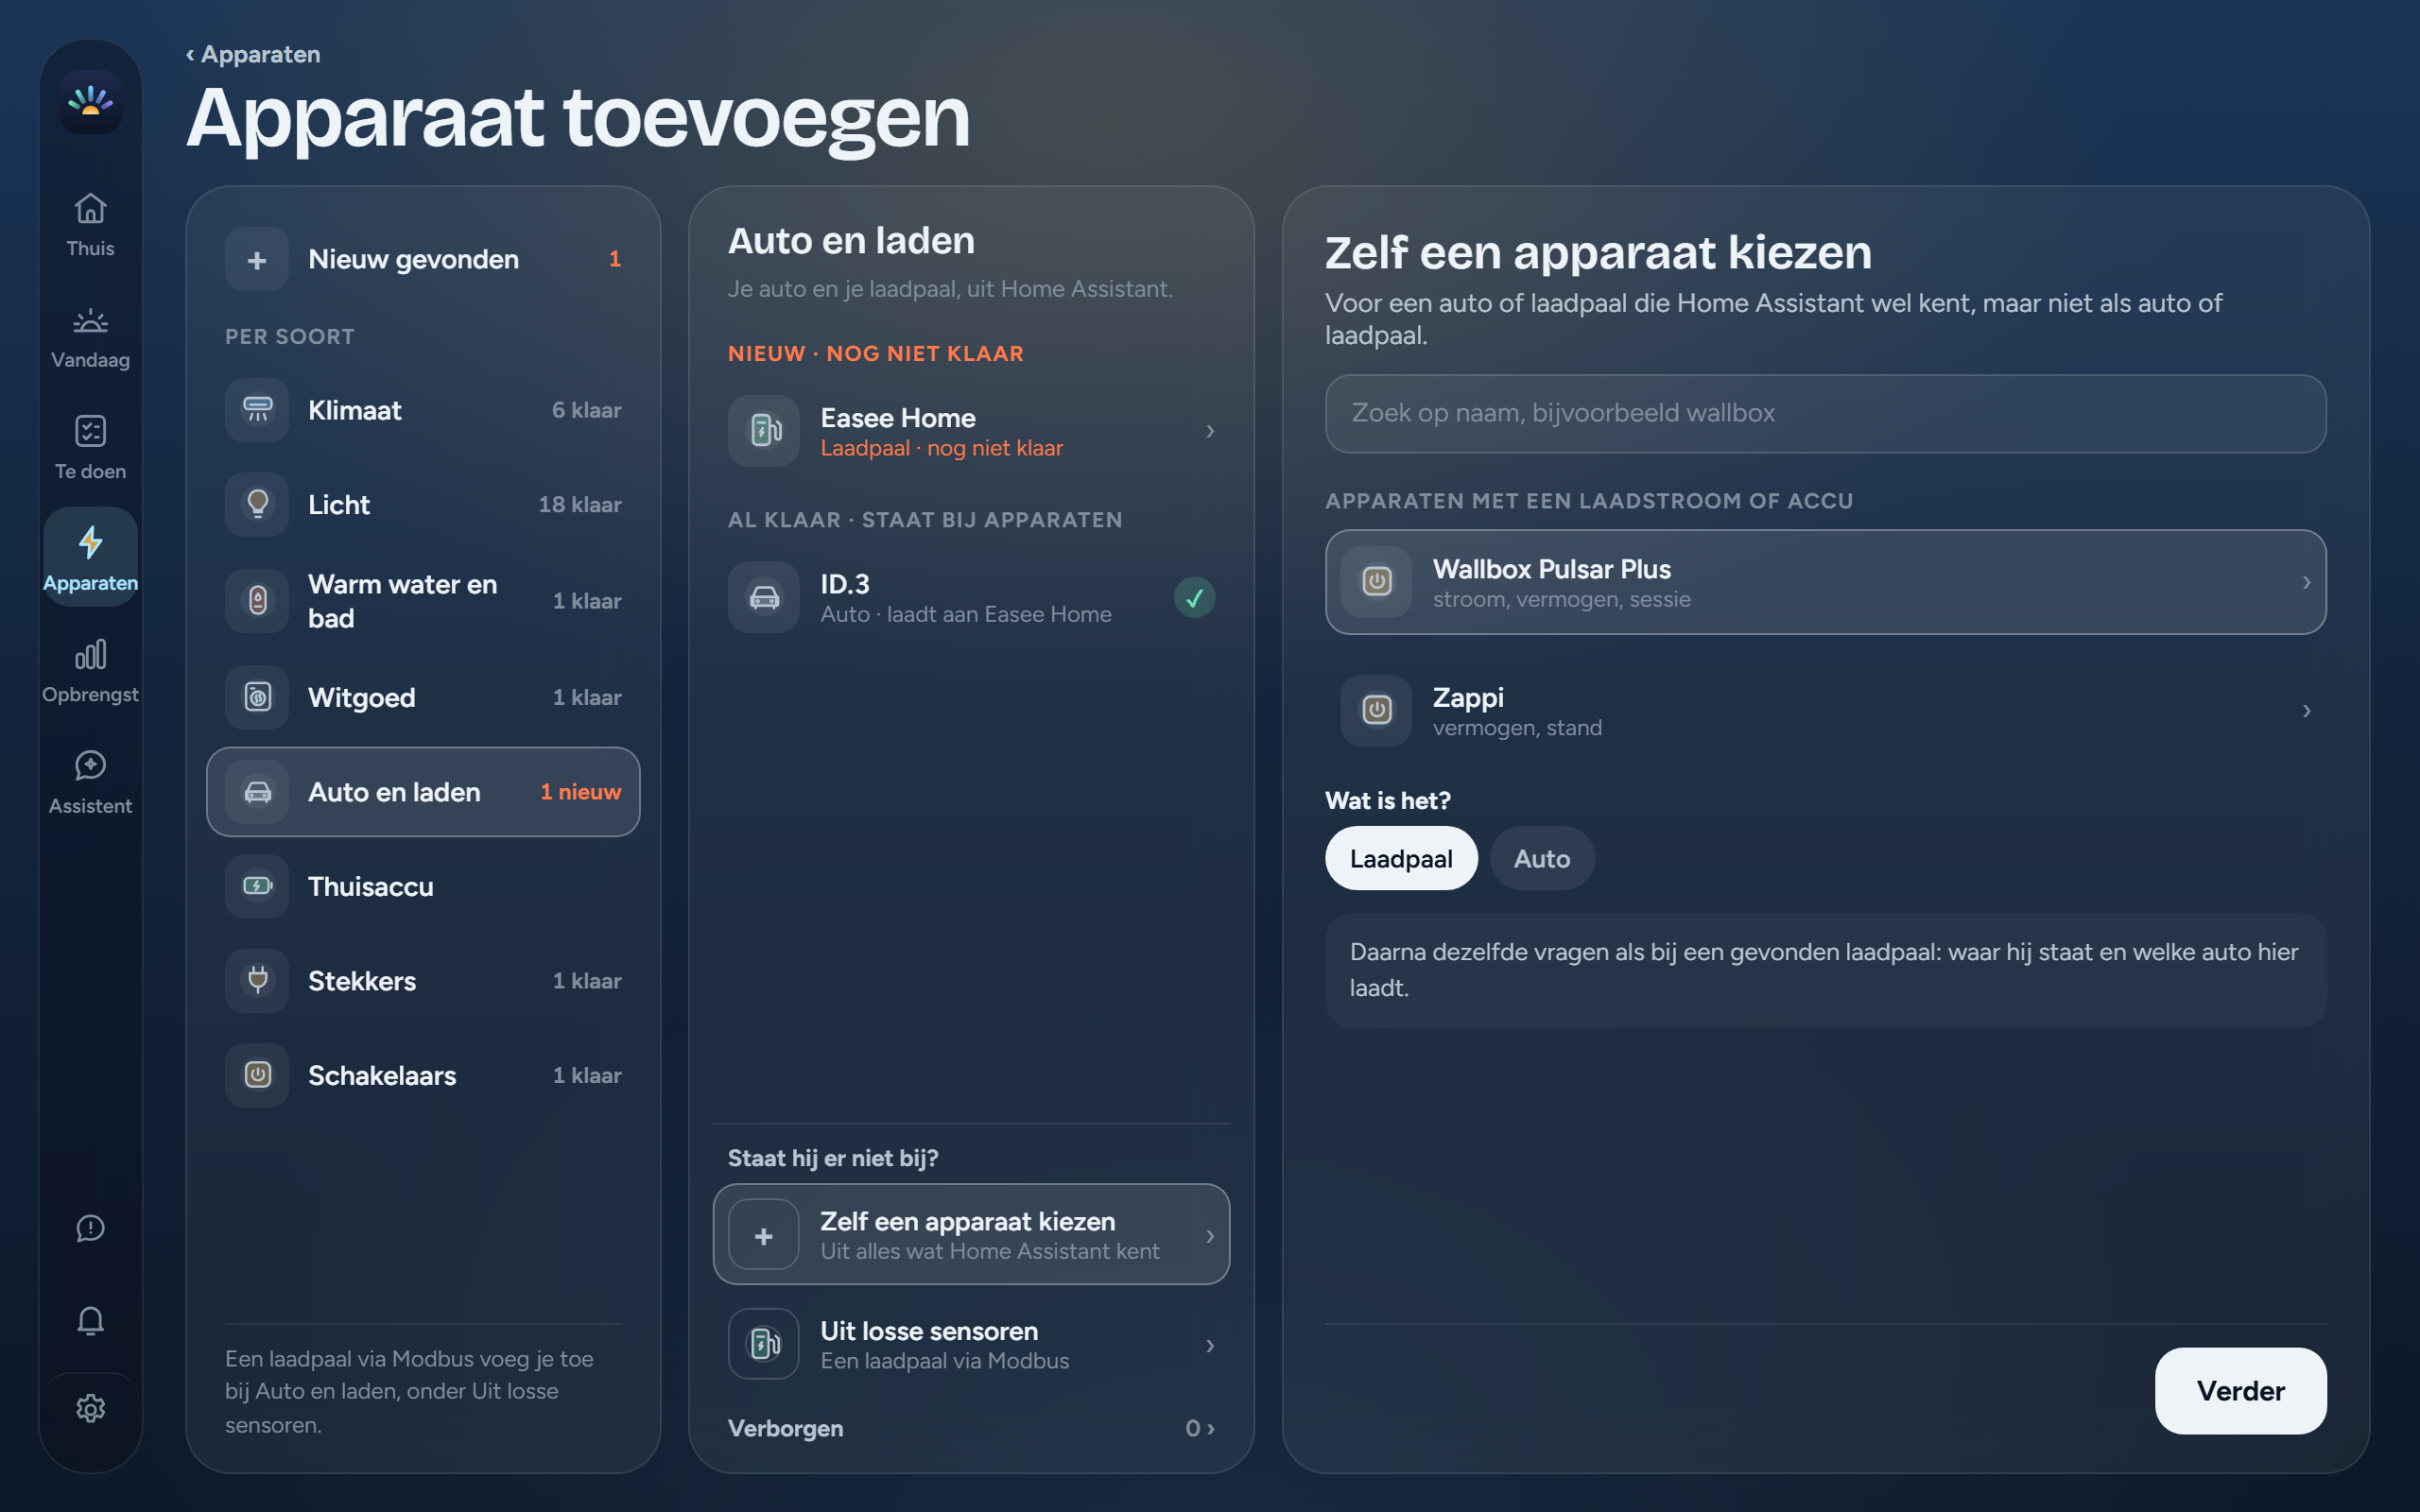 ‹ Apparaten
Apparaat toevoegen
Thuis
Vandaag
Te doen
Apparaten
Opbrengst
Assistent
+ Nieuw gevonden 1
PER SOORT
Klimaat 6 klaar
Licht 18 klaar
Warm water en
bad 1 klaar
Witgoed 1 klaar
Auto en laden 1 nieuw
Thuisaccu
Stekkers 1 klaar
Schakelaars 1 klaar
Een laadpaal via Modbus voeg je toe
bij Auto en laden, onder Uit losse
sensoren.
Auto en laden
Je auto en je laadpaal, uit Home Assistant.
NIEUW · NOG NIET KLAAR
Easee Home ›
Laadpaal · nog niet klaar
AL KLAAR · STAAT BIJ APPARATEN
ID.3 ✓
Auto · laadt aan Easee Home
Staat hij er niet bij?
+ Zelf een apparaat kiezen ›
Uit alles wat Home Assistant kent
Uit losse sensoren ›
Een laadpaal via Modbus
Verborgen 0 ›
Zelf een apparaat kiezen
Voor een auto of laadpaal die Home Assistant wel kent, maar niet als auto of
laadpaal.
Zoek op naam, bijvoorbeeld wallbox
APPARATEN MET EEN LAADSTROOM OF ACCU
Wallbox Pulsar Plus ›
stroom, vermogen, sessie
Zappi ›
vermogen, stand
Wat is het?
Laadpaal Auto
Daarna dezelfde vragen als bij een gevonden laadpaal: waar hij staat en welke auto hier
laadt.
Verder